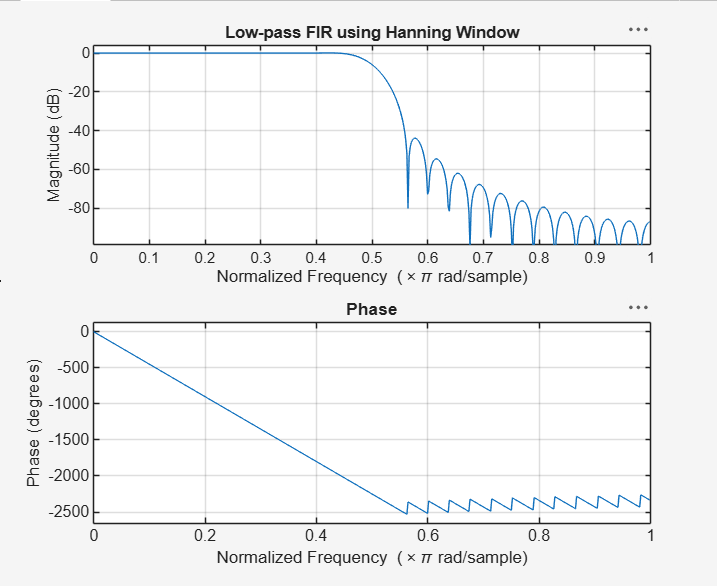 Low-pass FIR using Hanning Window
0
-20
-40
-60
-80
Magnitude (dB)
0 0.1 0.2 0.3 0.4 0.5 0.6 0.7 0.8 0.9 1
Normalized Frequency (×π rad/sample)
Phase
0
-500
-1000
-1500
-2000
-2500
Phase (degrees)
0 0.2 0.4 0.6 0.8 1
Normalized Frequency (×π rad/sample)